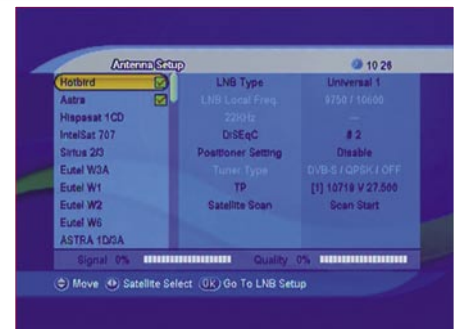 Antenna Setup 10 26
Hotbird LNB Type Universal 1
Astra LNB Local Freq. 9750 / 10600
Hispasat 1CD 22KHz ---
IntelSat 707 DiSEqC # 2
Sirius 2/3 Positioner Setting Disable
Eutel W3A Tuner Type DVB-S / QPSK / OFF
Eutel W1 TP [1] 10719 V 27.500
Eutel W2 Satellite Scan Scan Start
Eutel W6
ASTRA 1D/3A
Signal 0% Quality 0%
Move Satellite Select OK Go To LNB Setup